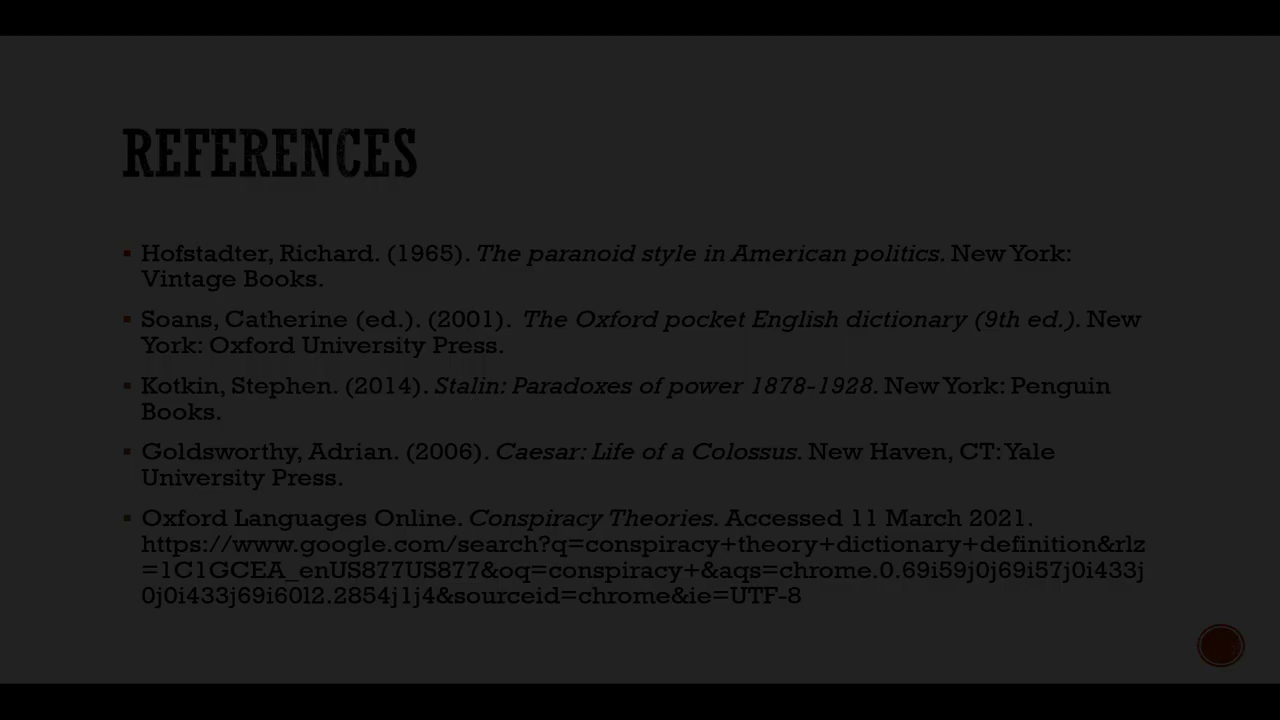 REFERENCES
Hofstadter, Richard. (1965). The paranoid style in American politics. New York:
Vintage Books.
Soans, Catherine (ed.). (2001). The Oxford pocket English dictionary (9th ed.). New
York: Oxford University Press.
Kotkin, Stephen. (2014). Stalin: Paradoxes of power 1878-1928. New York: Penguin
Books.
Goldsworthy, Adrian. (2006). Caesar: Life of a Colossus. New Haven, CT: Yale
University Press.
Oxford Languages Online. Conspiracy Theories. Accessed 11 March 2021.
https://www.google.com/search?q=conspiracy+theory+dictionary+definition&rlz
=1C1GCEA_enUS877US877&oq=conspiracy+&aqs=chrome.0.69i59j0j69i57j0i433j
0j0i433j69i60l2.2854j1j4&sourceid=chrome&ie=UTF-8